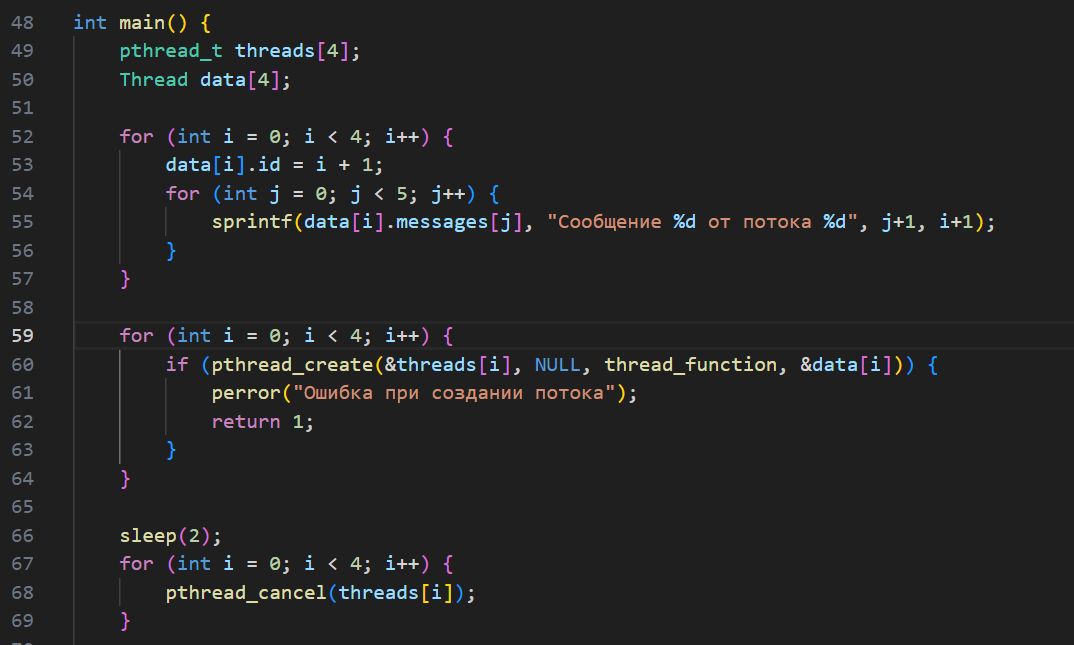 48 int main() {
49     pthread_t threads[4];
50     Thread data[4];
51
52     for (int i = 0; i < 4; i++) {
53         data[i].id = i + 1;
54         for (int j = 0; j < 5; j++) {
55             sprintf(data[i].messages[j], "Сообщение %d от потока %d", j+1, i+1);
56         }
57     }
58
59     for (int i = 0; i < 4; i++) {
60         if (pthread_create(&threads[i], NULL, thread_function, &data[i])) {
61             perror("Ошибка при создании потока");
62             return 1;
63         }
64     }
65
66     sleep(2);
67     for (int i = 0; i < 4; i++) {
68         pthread_cancel(threads[i]);
69     }